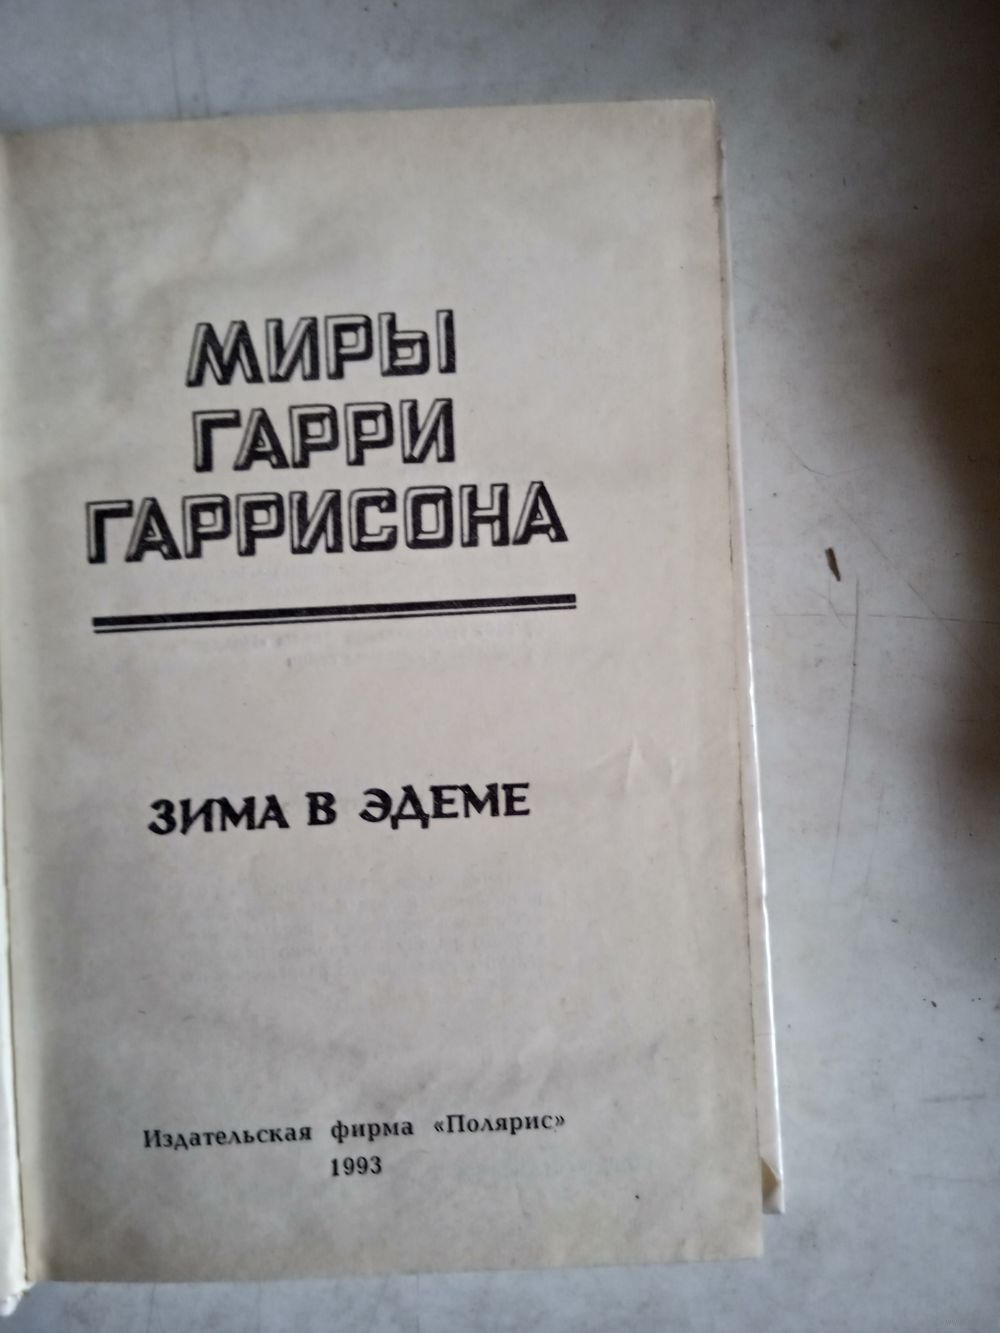 МИРЫ
ГАРРИ
ГАРРИСОНА
ЗИМА В ЭДЕМЕ
Издательская фирма «Полярис»
1993